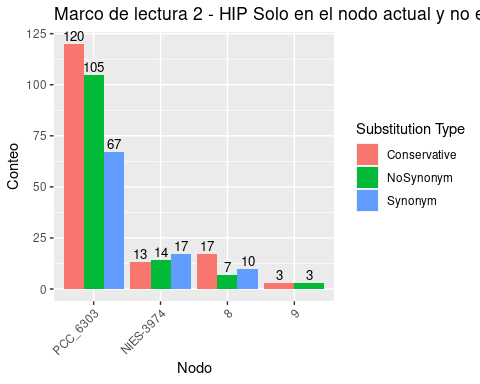 Marco de lectura 2 - HIP Solo en el nodo actual y no e
125
100
75
50
25
0
Conteo
120
105
67
13
14
17
17
7
10
3
3
PCC_6303
NIES-3974
8
9
Nodo
Substitution Type
Conservative
NoSynonym
Synonym